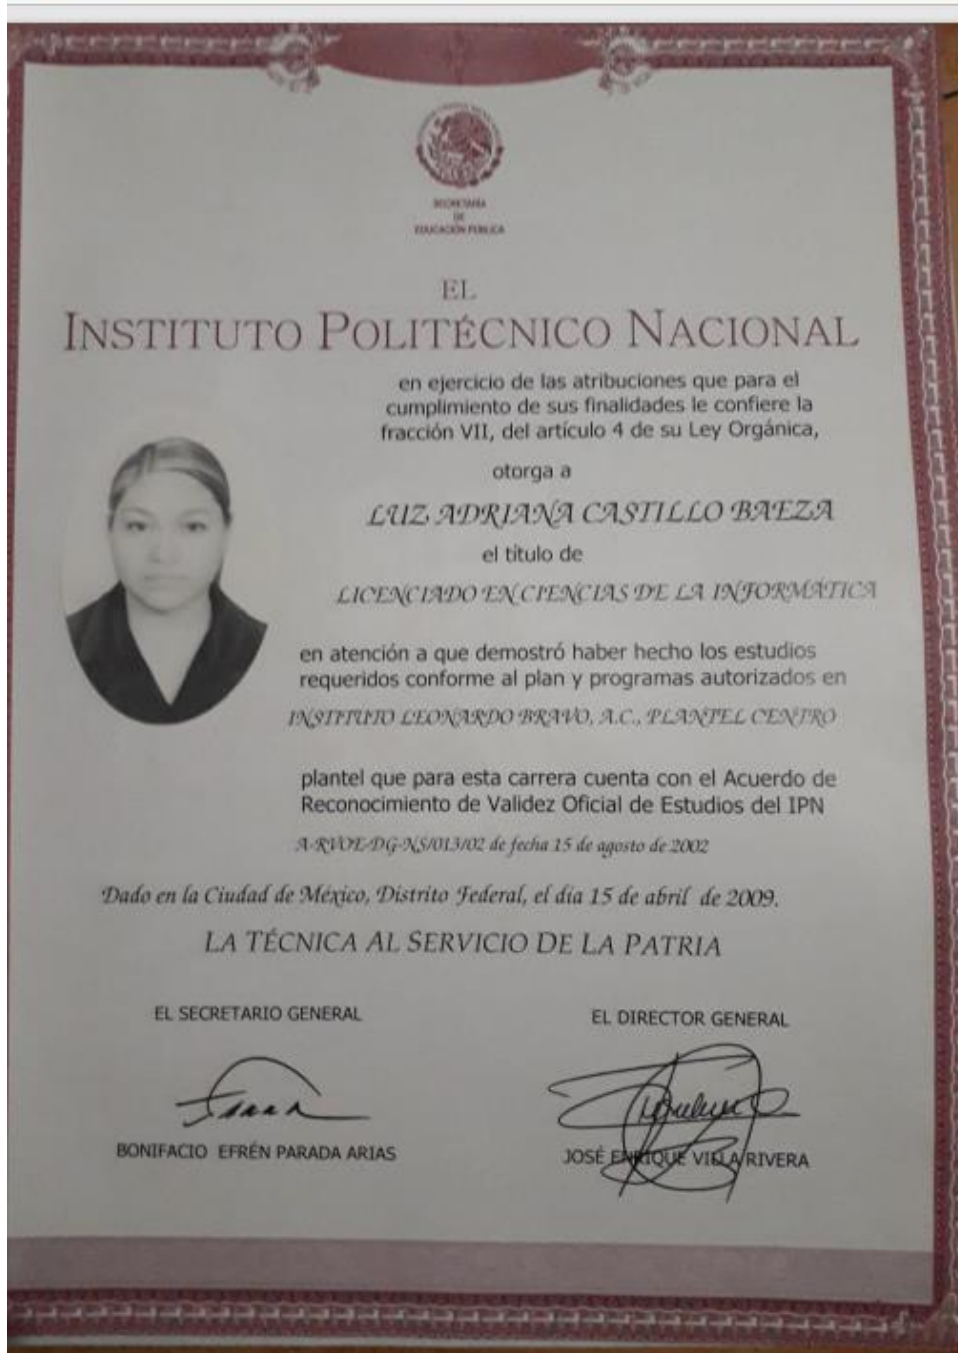 SECRETARÍA
DE
EDUCACIÓN PÚBLICA
EL
INSTITUTO POLITÉCNICO NACIONAL
en ejercicio de las atribuciones que para el
cumplimiento de sus finalidades le confiere la
fracción VII, del artículo 4 de su Ley Orgánica,
otorga a
LUZ ADRIANA CASTILLO BAEZA
el título de
LICENCIADO EN CIENCIAS DE LA INFORMÁTICA
en atención a que demostró haber hecho los estudios
requeridos conforme al plan y programas autorizados en
INSTITUTO LEONARDO BRAVO, A.C., PLANTEL CENTRO
plantel que para esta carrera cuenta con el Acuerdo de
Reconocimiento de Validez Oficial de Estudios del IPN
A-RVOE-DG-NS/013/02 de fecha 15 de agosto de 2002
Dado en la Ciudad de México, Distrito Federal, el día 15 de abril de 2009.
LA TÉCNICA AL SERVICIO DE LA PATRIA
EL SECRETARIO GENERAL
BONIFACIO EFRÉN PARADA ARIAS
EL DIRECTOR GENERAL
JOSÉ ENRIQUE VILLA RIVERA